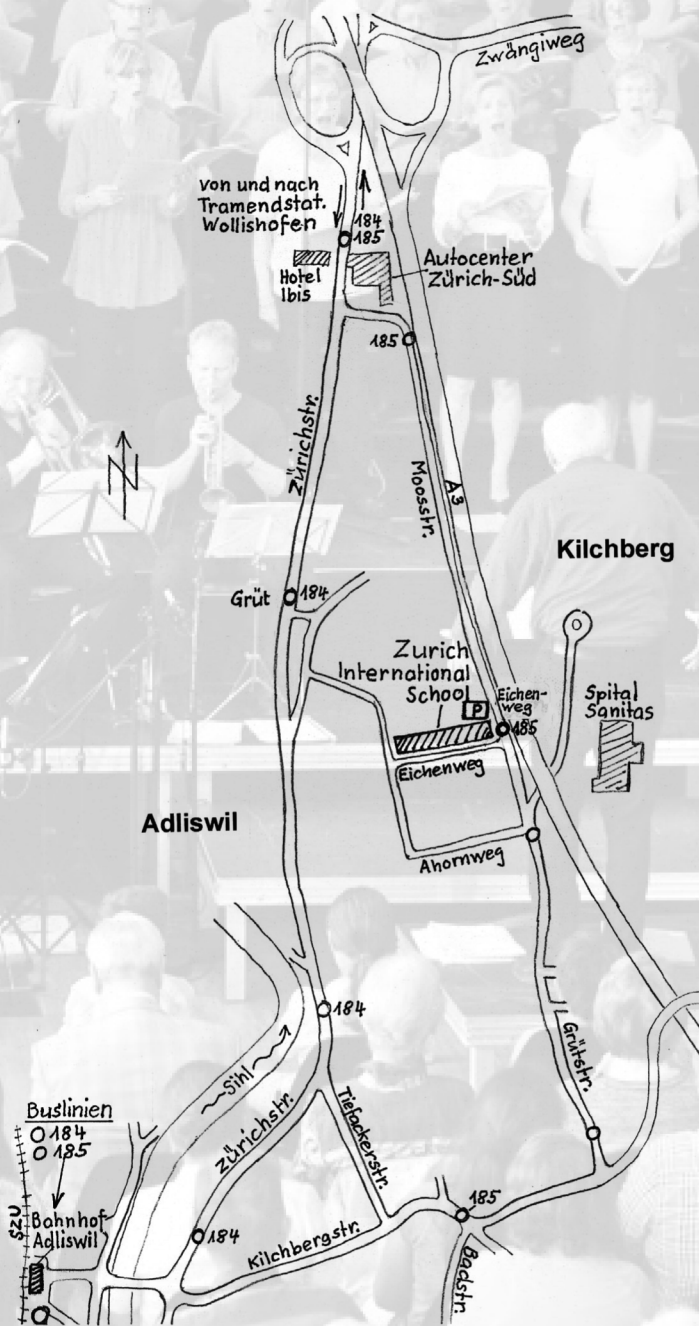 Zwängiweg
von und nach
Tramendstat.
Wollishofen
184
185
Hotel
Ibis
Autocenter
Zürich-Süd
185
Zürichstr.
Moosstr.
A3
N
Kilchberg
Grüt
184
Zurich
International
School
P
Eichen-
weg
185
Spital
Sanitas
Eichenweg
Adliswil
Ahornweg
184
Grütstr.
Sihl
Zürichstr.
Tiefackerstr.
Buslinien
184
185
SZU
Bahnhof
Adliswil
184
Kilchbergstr.
185
Badstr.